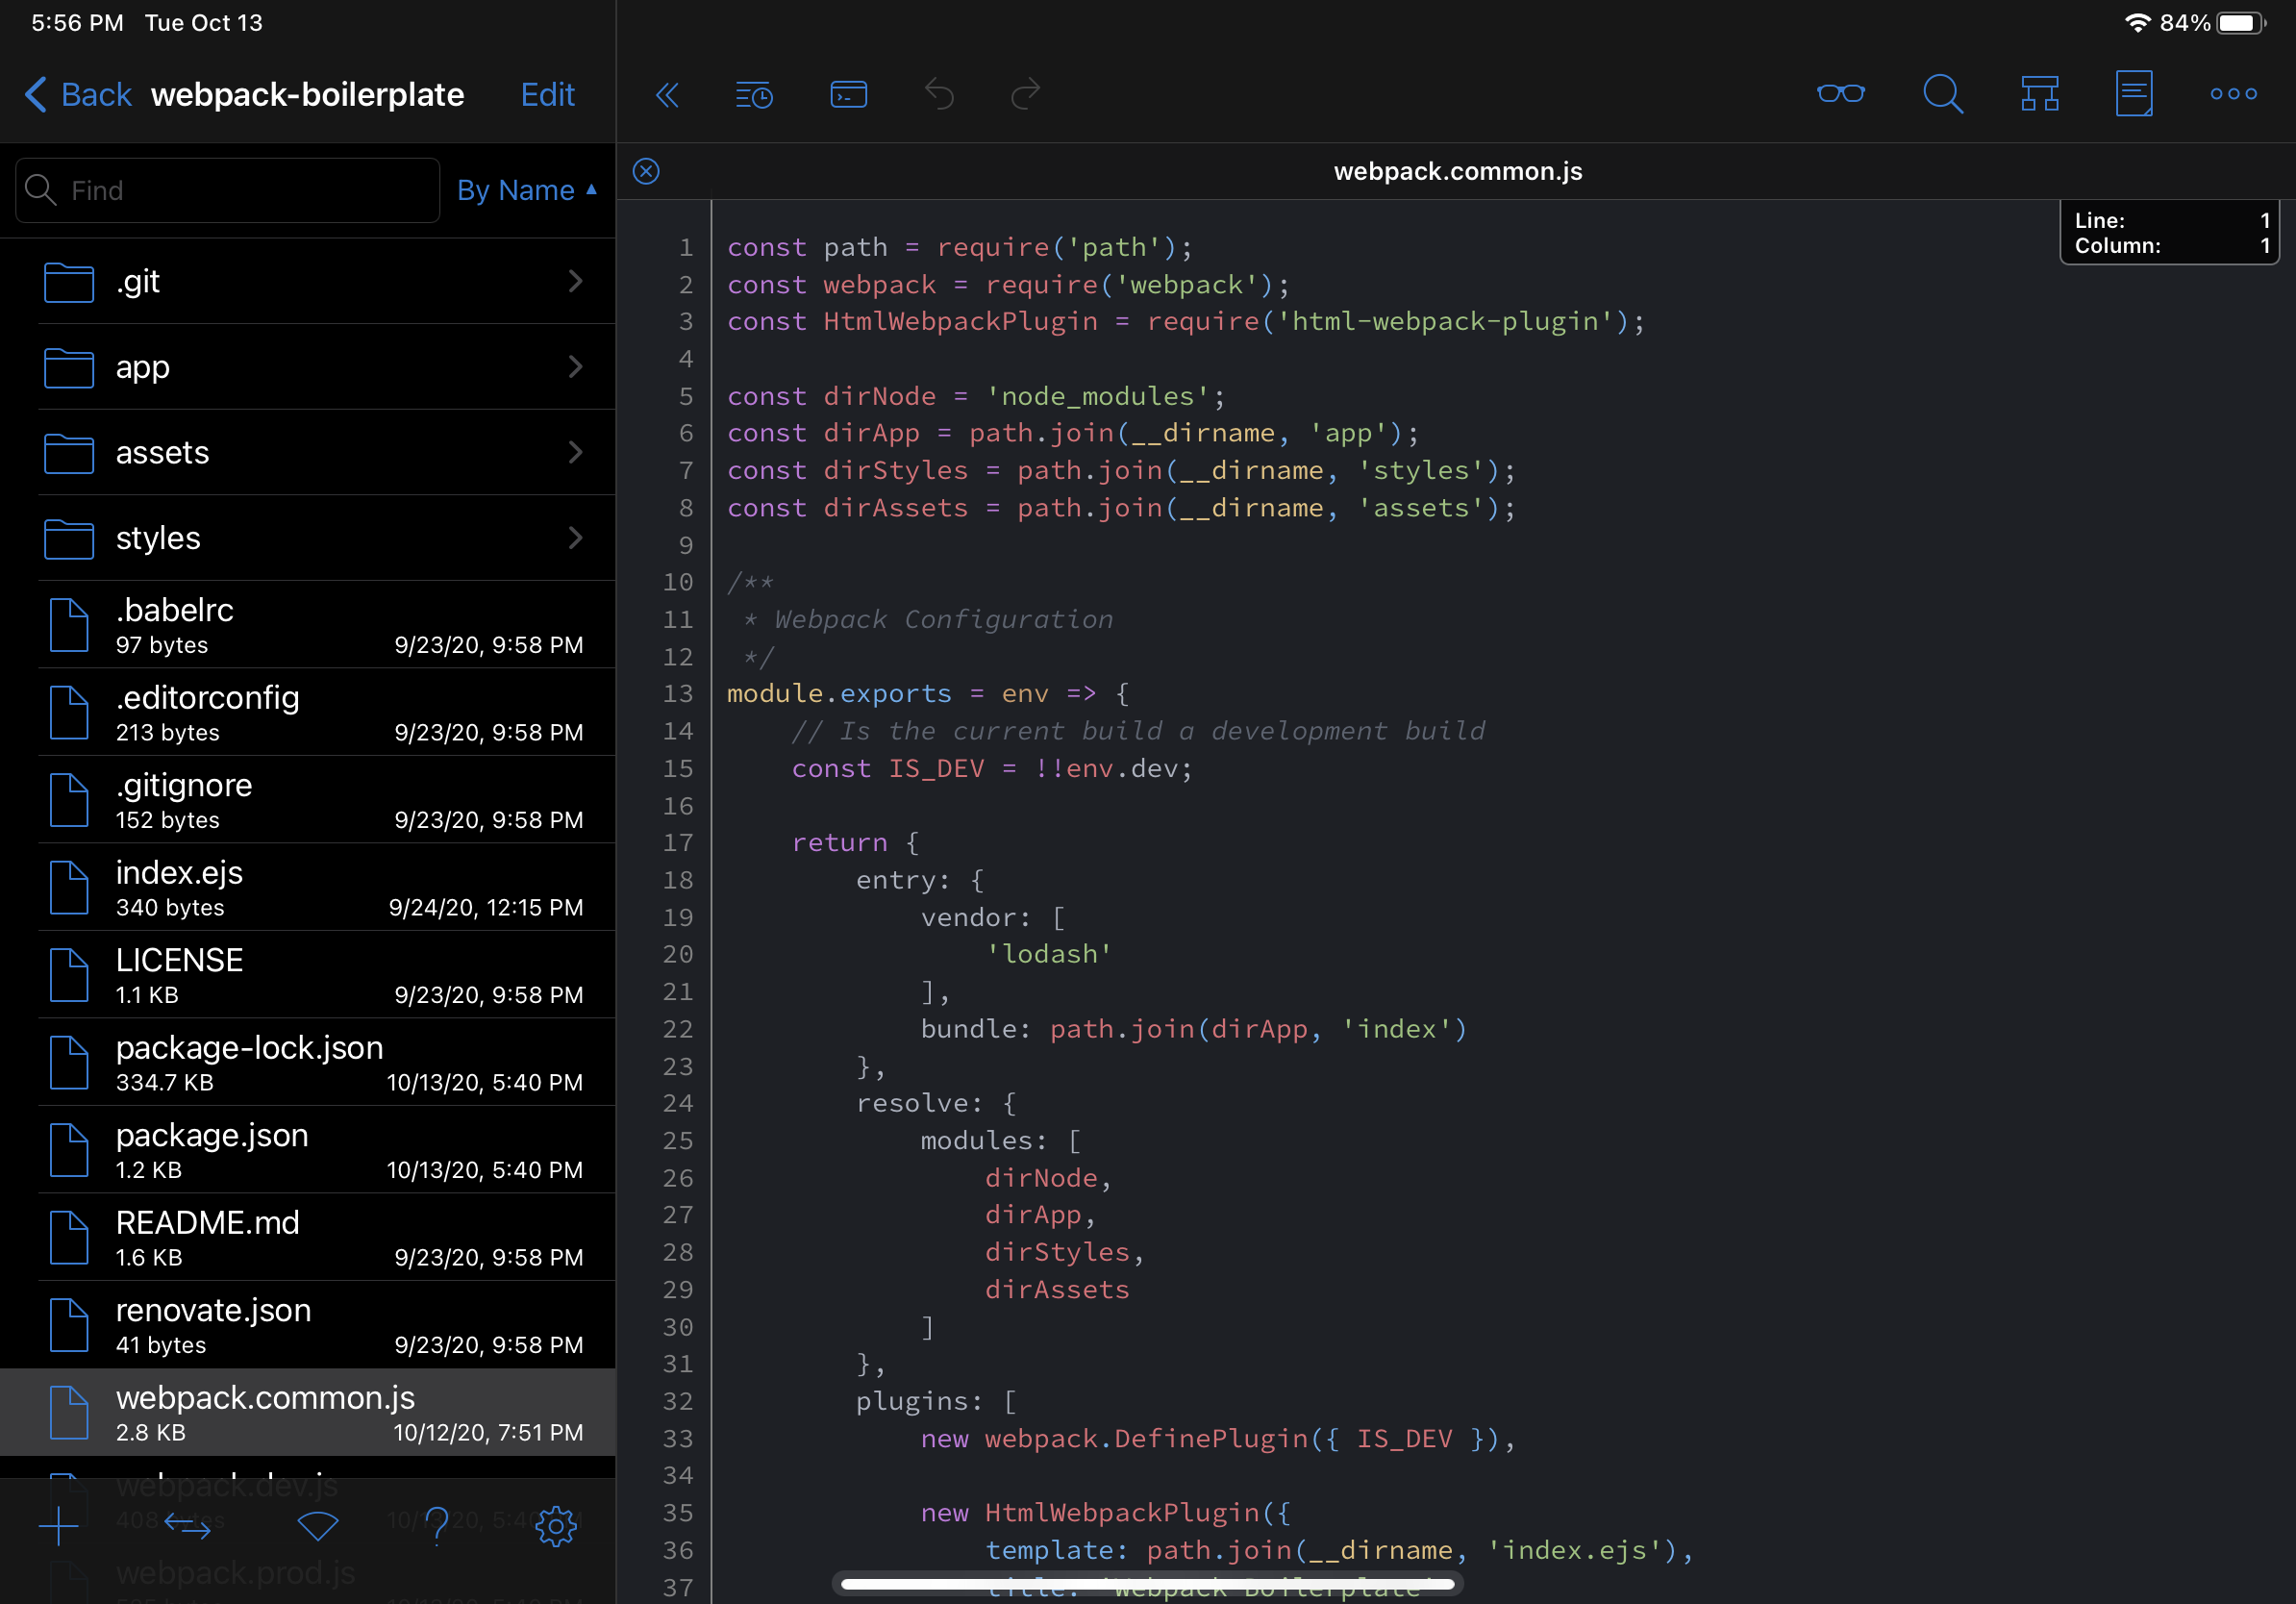 5:56 PM Tue Oct 13
84%
Back webpack-boilerplate Edit
Find By Name ▲
.git
app
assets
styles
.babelrc
97 bytes 9/23/20, 9:58 PM
.editorconfig
213 bytes 9/23/20, 9:58 PM
.gitignore
152 bytes 9/23/20, 9:58 PM
index.ejs
340 bytes 9/24/20, 12:15 PM
LICENSE
1.1 KB 9/23/20, 9:58 PM
package-lock.json
334.7 KB 10/13/20, 5:40 PM
package.json
1.2 KB 10/13/20, 5:40 PM
README.md
1.6 KB 9/23/20, 9:58 PM
renovate.json
41 bytes 9/23/20, 9:58 PM
webpack.common.js
2.8 KB 10/12/20, 7:51 PM
webpack.dev.js
408 bytes
webpack.prod.js
webpack.common.js
Line: 1
Column: 1
1 const path = require('path');
2 const webpack = require('webpack');
3 const HtmlWebpackPlugin = require('html-webpack-plugin');
4
5 const dirNode = 'node_modules';
6 const dirApp = path.join(__dirname, 'app');
7 const dirStyles = path.join(__dirname, 'styles');
8 const dirAssets = path.join(__dirname, 'assets');
9
10 /**
11  * Webpack Configuration
12  */
13 module.exports = env => {
14     // Is the current build a development build
15     const IS_DEV = !!env.dev;
16
17     return {
18         entry: {
19             vendor: [
20                 'lodash'
21             ],
22             bundle: path.join(dirApp, 'index')
23         },
24         resolve: {
25             modules: [
26                 dirNode,
27                 dirApp,
28                 dirStyles,
29                 dirAssets
30             ]
31         },
32         plugins: [
33             new webpack.DefinePlugin({ IS_DEV }),
34
35             new HtmlWebpackPlugin({
36                 template: path.join(__dirname, 'index.ejs'),
37                 title: 'Webpack Boilerplate'